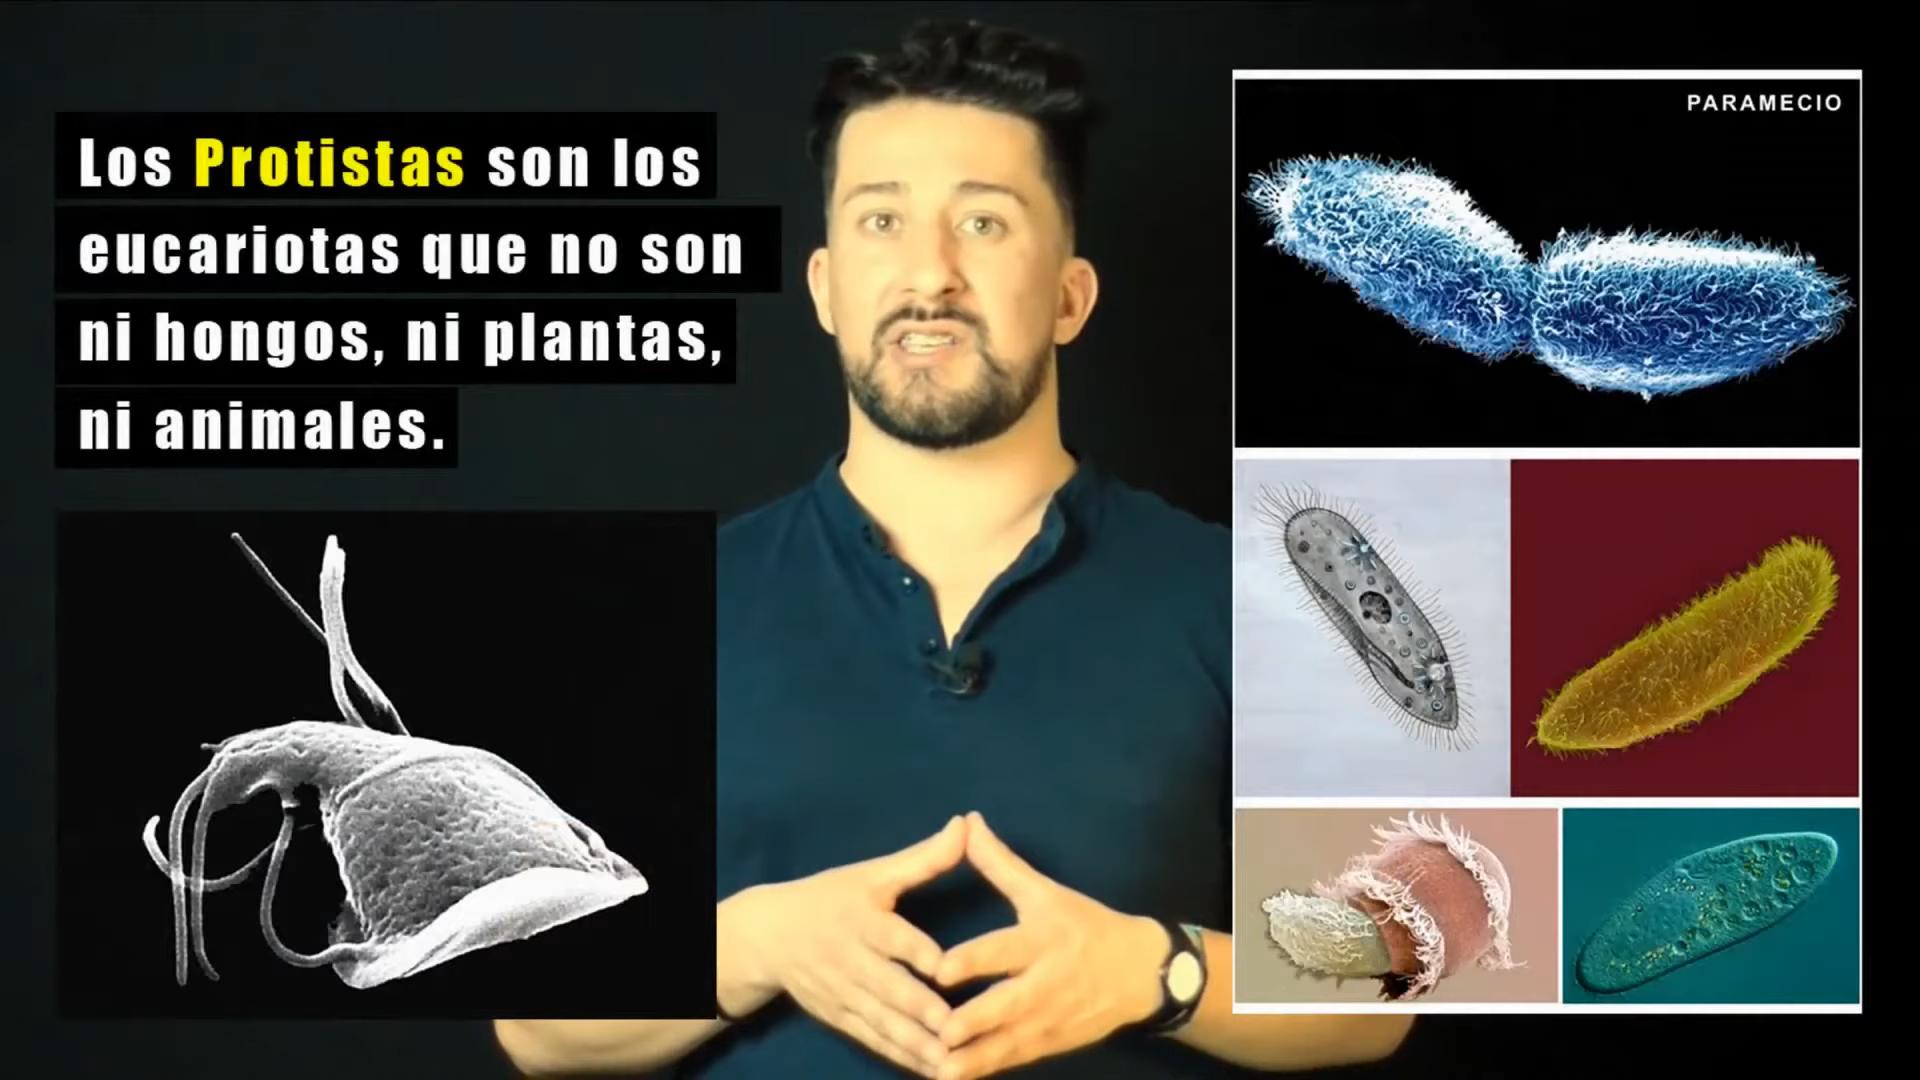 Los Protistas son los
eucariotas que no son
ni hongos, ni plantas,
ni animales.
PARAMECIO